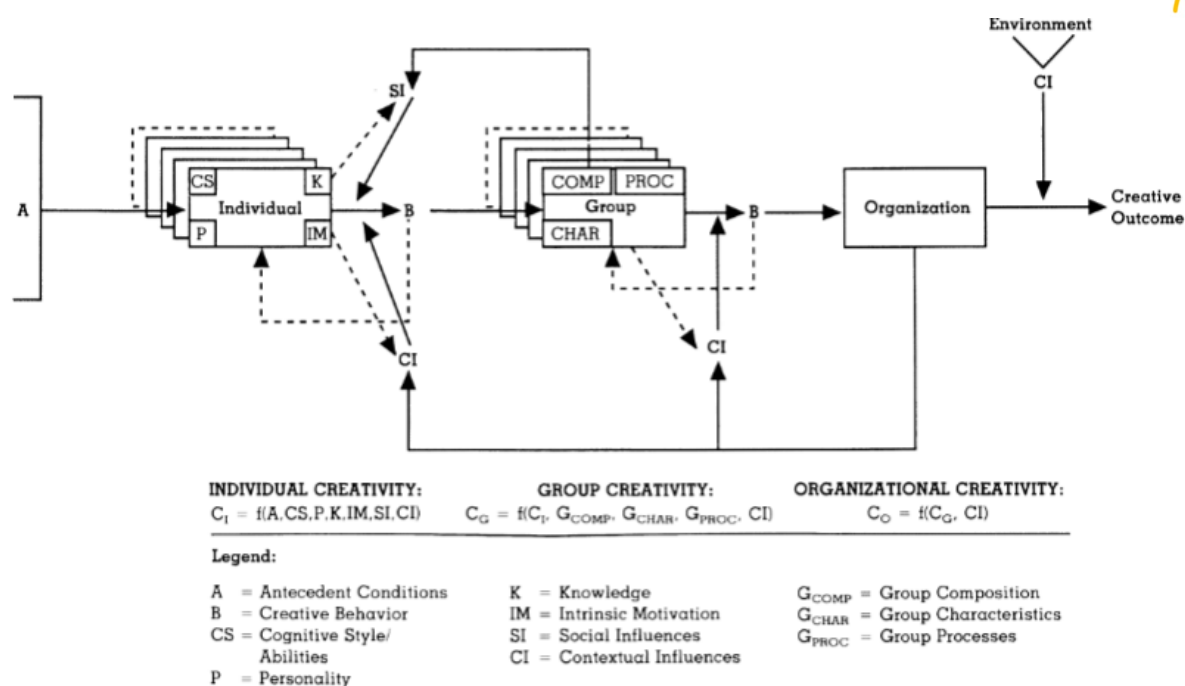 Environment
CI
SI
CS
K
COMP
PROC
A
Individual
B
Group
B
Organization
Creative
Outcome
P
IM
CHAR
CI
CI
INDIVIDUAL CREATIVITY:
C_I = f(A,CS,P,K,IM,SI,CI)
GROUP CREATIVITY:
C_G = f(C_I, G_COMP, G_CHAR, G_PROC, CI)
ORGANIZATIONAL CREATIVITY:
C_O = f(C_G, CI)
Legend:
A = Antecedent Conditions
B = Creative Behavior
CS = Cognitive Style/
Abilities
P = Personality
K = Knowledge
IM = Intrinsic Motivation
SI = Social Influences
CI = Contextual Influences
G_COMP = Group Composition
G_CHAR = Group Characteristics
G_PROC = Group Processes